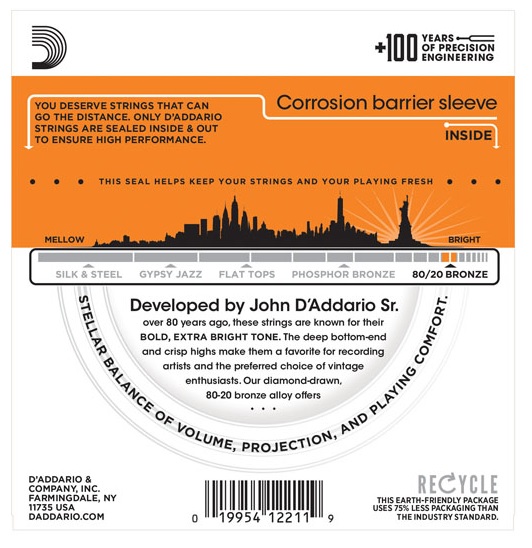 +100 YEARS
OF PRECISION
ENGINEERING
YOU DESERVE STRINGS THAT CAN
GO THE DISTANCE. ONLY D'ADDARIO
STRINGS ARE SEALED INSIDE & OUT
TO ENSURE HIGH PERFORMANCE.
Corrosion barrier sleeve
INSIDE
• • • THIS SEAL HELPS KEEP YOUR STRINGS AND YOUR PLAYING FRESH • • •
MELLOW
BRIGHT
SILK & STEEL GYPSY JAZZ FLAT TOPS PHOSPHOR BRONZE 80/20 BRONZE
Developed by John D'Addario Sr.
over 80 years ago, these strings are known for their
BOLD, EXTRA BRIGHT TONE. The deep bottom-end
and crisp highs make them a favorite for recording
artists and the preferred choice of vintage
enthusiasts. Our diamond-drawn,
80-20 bronze alloy offers
• • •
STELLAR BALANCE OF VOLUME, PROJECTION, AND PLAYING COMFORT.
D'ADDARIO &
COMPANY, INC.
FARMINGDALE, NY
11735 USA
DADDARIO.COM
0 19954 12211 9
RECYCLE
THIS EARTH-FRIENDLY PACKAGE
USES 75% LESS PACKAGING THAN
THE INDUSTRY STANDARD.